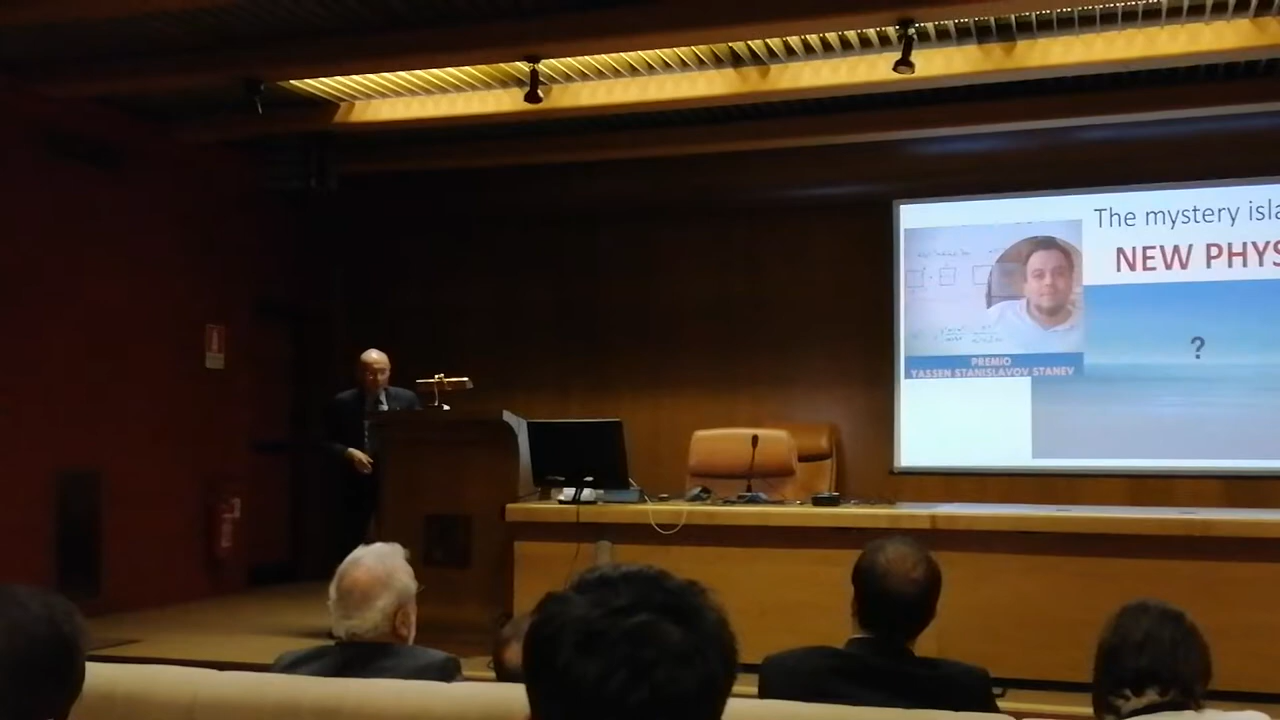 The mystery isla
NEW PHYS
?
PREMIO
YASSEN STANISLAVOV STANEV